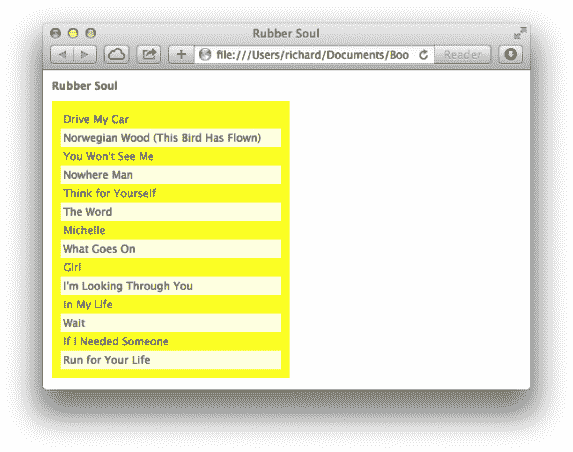 Rubber Soul
file:///Users/richard/Documents/Boo
Reader
Rubber Soul
Drive My Car
Norwegian Wood (This Bird Has Flown)
You Won't See Me
Nowhere Man
Think for Yourself
The Word
Michelle
What Goes On
Girl
I'm Looking Through You
In My Life
Wait
If I Needed Someone
Run for Your Life